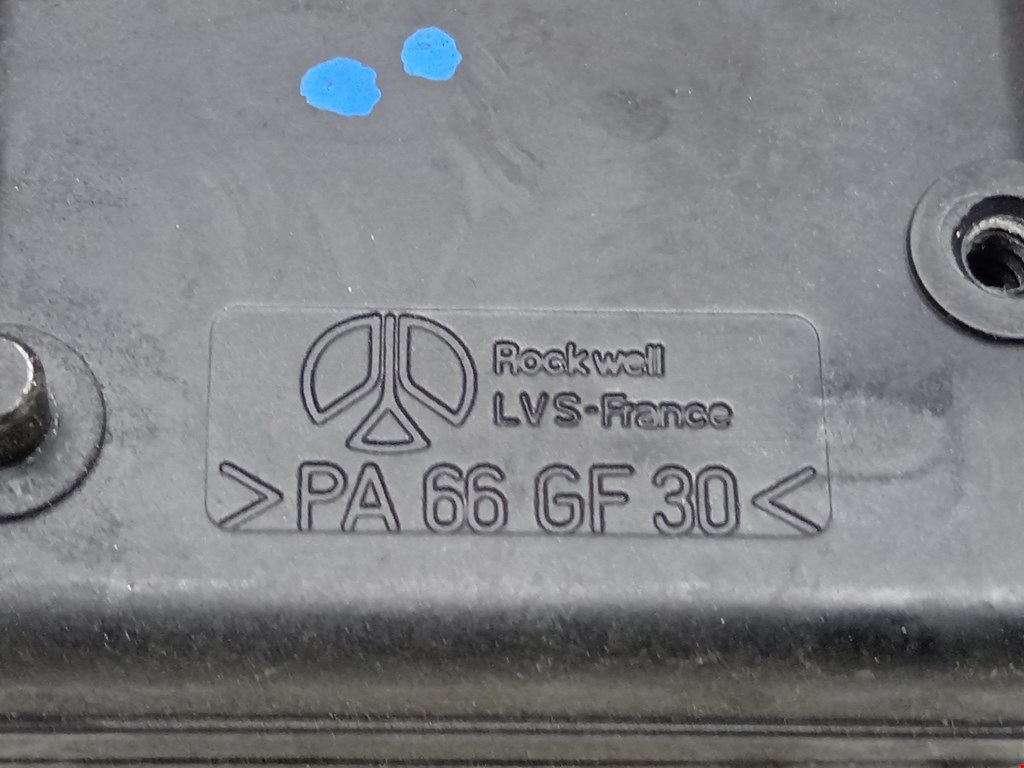 Rockwell
LVS-France
>PA 66 GF 30<